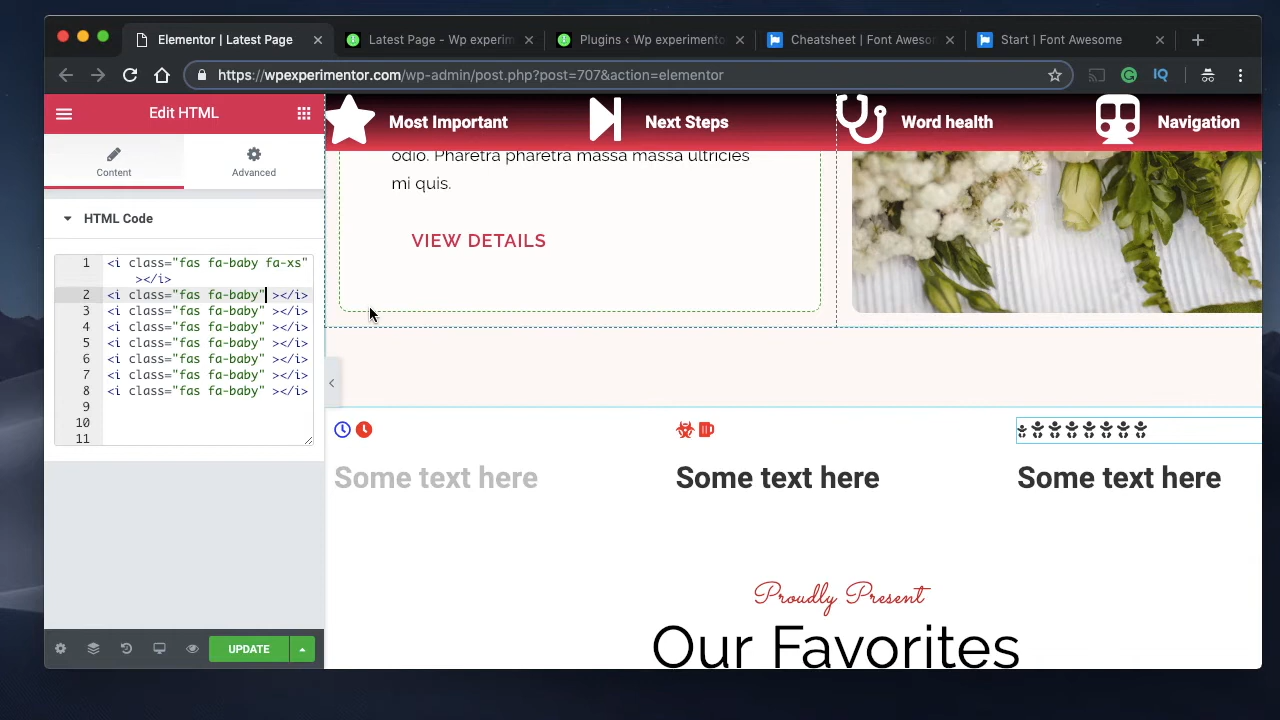 Elementor | Latest Page
Latest Page - Wp experim
Plugins ‹ Wp experimento
Cheatsheet | Font Aweso
Start | Font Awesome
https://wpexperimentor.com/wp-admin/post.php?post=707&action=elementor
IQ
Edit HTML
Content
Advanced
HTML Code
1 <i class="fas fa-baby fa-xs"
></i>
2 <i class="fas fa-baby" ></i>
3 <i class="fas fa-baby" ></i>
4 <i class="fas fa-baby" ></i>
5 <i class="fas fa-baby" ></i>
6 <i class="fas fa-baby" ></i>
7 <i class="fas fa-baby" ></i>
8 <i class="fas fa-baby" ></i>
9
10
11
UPDATE
Most Important
Next Steps
Word health
Navigation
odio. Pharetra pharetra massa massa ultricies
mi quis.
VIEW DETAILS
Some text here
Some text here
Some text here
Proudly Present
Our Favorites